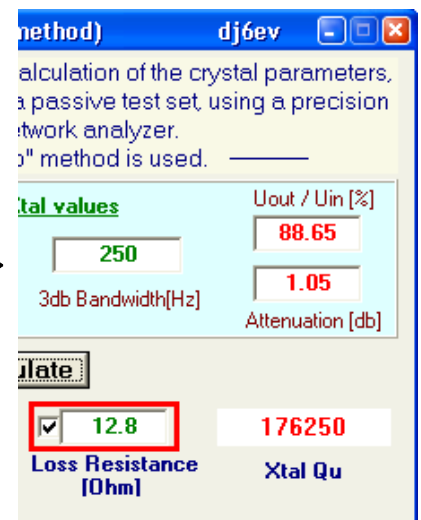 nethod) dj6ev
alculation of the crystal parameters,
a passive test set, using a precision
etwork analyzer.
" method is used.
tal values Uout / Uin [%]
250 88.65
3db Bandwidth[Hz] 1.05
Attenuation [db]
ulate
12.8 176250
Loss Resistance Xtal Qu
[Ohm]